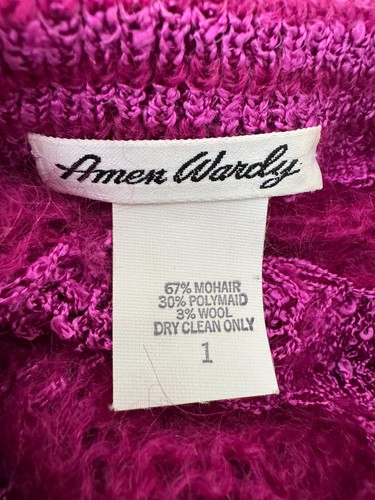 Amen Wardy
67% MOHAIR
30% POLYMAID
3% WOOL
DRY CLEAN ONLY
1